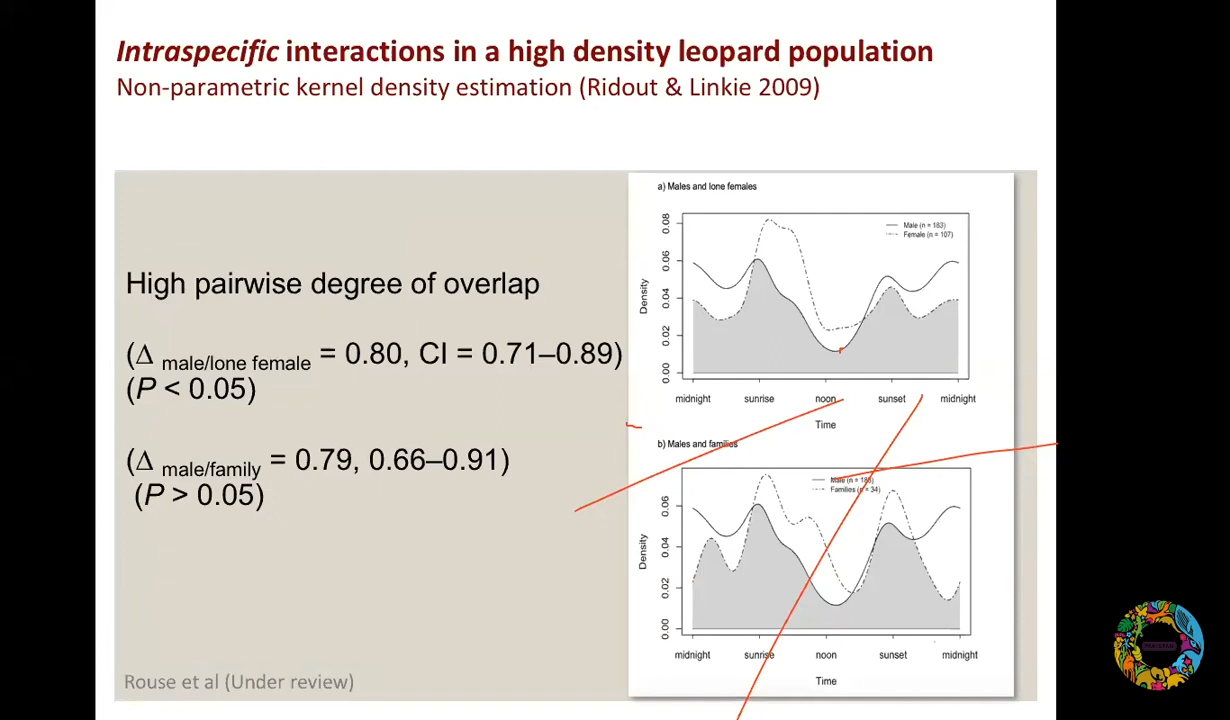 Intraspecific interactions in a high density leopard population
Non-parametric kernel density estimation (Ridout & Linkie 2009)
High pairwise degree of overlap
(Δ male/lone female = 0.80, CI = 0.71–0.89)
(P < 0.05)
(Δ male/family = 0.79, 0.66–0.91)
(P > 0.05)
Rouse et al (Under review)
a) Males and lone females
Male (n = 183)
Female (n = 107)
0.08
0.06
0.04
0.02
0.00
Density
midnight sunrise noon sunset midnight
Time
b) Males and families
Male (n = 183)
Families (n = 34)
0.06
0.04
0.02
0.00
Density
midnight sunrise noon sunset midnight
Time